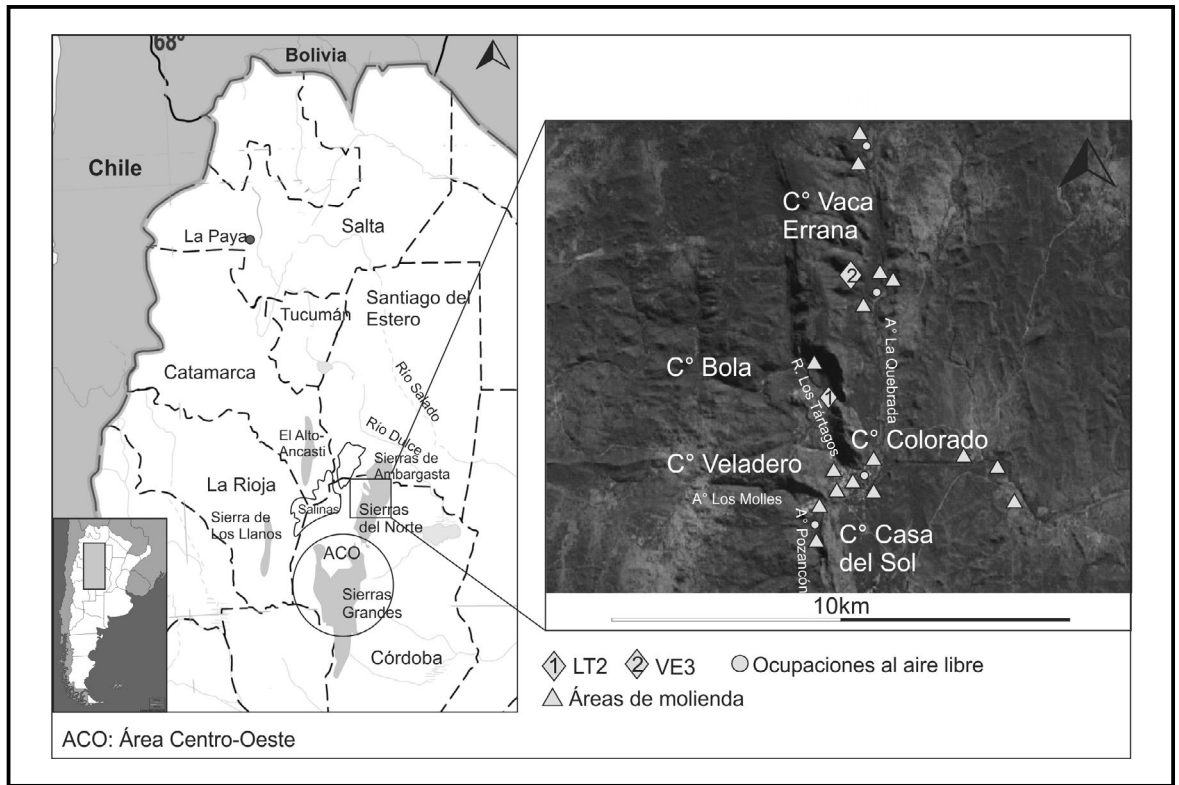 68º
Bolivia
Chile
Salta
La Paya
Santiago del
Estero
Tucumán
Catamarca
Río Salado
Río Dulce
El Alto-
Ancasti
Sierras de
Ambargasta
La Rioja
Salinas
Sierras
del Norte
Sierra de
Los Llanos
ACO
Sierras
Grandes
Córdoba
ACO: Área Centro-Oeste
C° Vaca
Errana
2
A° La Quebrada
C° Bola
R. Los Tártagos
1
C° Colorado
C° Veladero
A° Los Molles
A° Pozancón
C° Casa
del Sol
10km
1 LT2 2 VE3 Ocupaciones al aire libre
Áreas de molienda